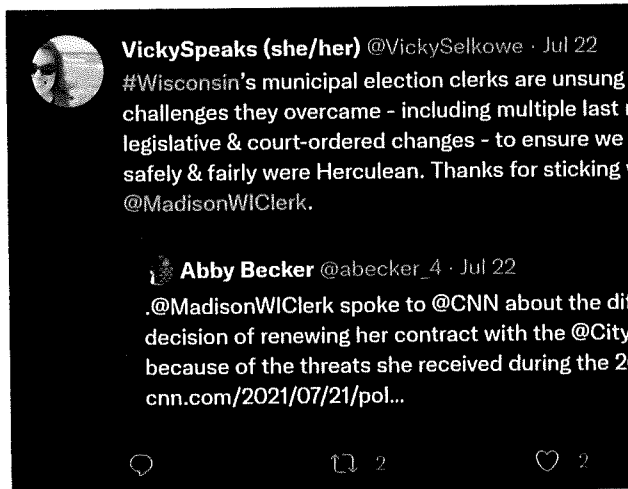 VickySpeaks (she/her) @VickySelkowe · Jul 22
#Wisconsin's municipal election clerks are unsung
challenges they overcame - including multiple last
legislative & court-ordered changes - to ensure we
safely & fairly were Herculean. Thanks for sticking
@MadisonWIClerk.
Abby Becker @abecker_4 · Jul 22
.@MadisonWIClerk spoke to @CNN about the
decision of renewing her contract with the @City
because of the threats she received during the
cnn.com/2021/07/21/pol...
2 2